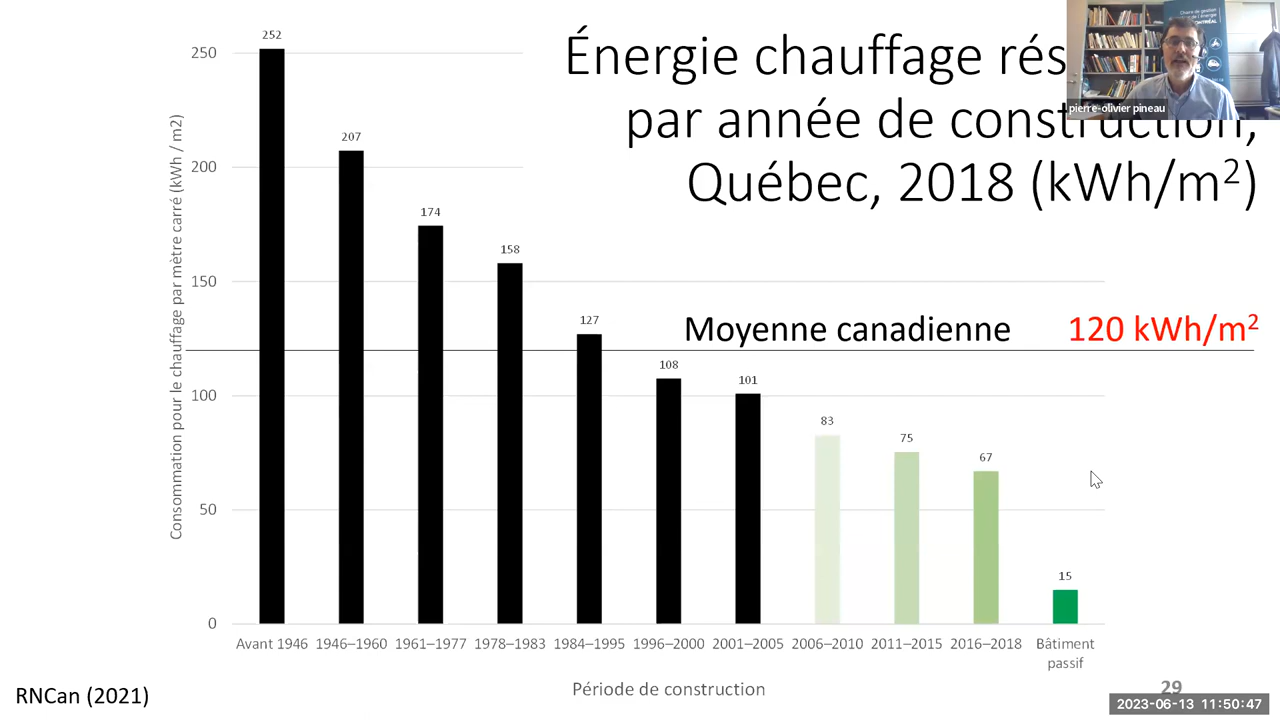 Énergie chauffage
par année de construction,
Québec, 2018 (kWh/m²)
pierre-olivier pineau
Consommation pour le chauffage par mètre carré (kWh / m2)
250
200
150
100
50
0
252
207
174
158
127
108
101
83
75
67
15
Moyenne canadienne 120 kWh/m²
Avant 1946 1946–1960 1961–1977 1978–1983 1984–1995 1996–2000 2001–2005 2006–2010 2011–2015 2016–2018 Bâtiment
passif
Période de construction
RNCan (2021)
29
2023-06-13 11:50:47